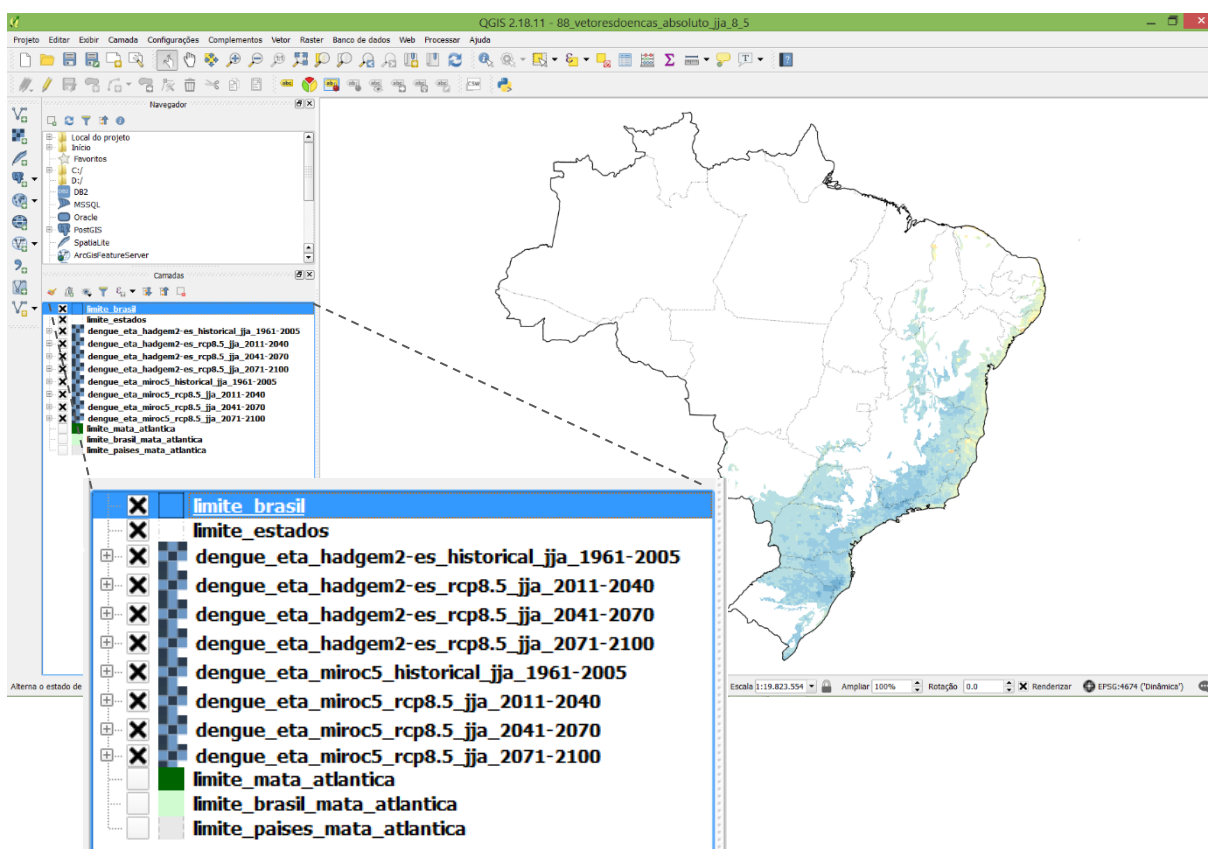 QGIS 2.18.11 - 88_vetoresdoencas_absoluto_jja_8_5
Projeto Editar Exibir Camada Configurações Complementos Vetor Raster Banco de dados Web Processar Ajuda
abc
CSW
Navegador
Local do projeto
Início
Favoritos
C:/
D:/
DB2
MSSQL
Oracle
PostGIS
SpatiaLite
ArcGisFeatureServer
Camadas
limite_brasil
limite_estados
dengue_eta_hadgem2-es_historical_jja_1961-2005
dengue_eta_hadgem2-es_rcp8.5_jja_2011-2040
dengue_eta_hadgem2-es_rcp8.5_jja_2041-2070
dengue_eta_hadgem2-es_rcp8.5_jja_2071-2100
dengue_eta_miroc5_historical_jja_1961-2005
dengue_eta_miroc5_rcp8.5_jja_2011-2040
dengue_eta_miroc5_rcp8.5_jja_2041-2070
dengue_eta_miroc5_rcp8.5_jja_2071-2100
limite_mata_atlantica
limite_brasil_mata_atlantica
limite_paises_mata_atlantica
limite_brasil
limite_estados
dengue_eta_hadgem2-es_historical_jja_1961-2005
dengue_eta_hadgem2-es_rcp8.5_jja_2011-2040
dengue_eta_hadgem2-es_rcp8.5_jja_2041-2070
dengue_eta_hadgem2-es_rcp8.5_jja_2071-2100
dengue_eta_miroc5_historical_jja_1961-2005
dengue_eta_miroc5_rcp8.5_jja_2011-2040
dengue_eta_miroc5_rcp8.5_jja_2041-2070
dengue_eta_miroc5_rcp8.5_jja_2071-2100
limite_mata_atlantica
limite_brasil_mata_atlantica
limite_paises_mata_atlantica
Alterna o estado de
Escala 1:19.823.554 Ampliar 100% Rotação 0.0 Renderizar EPSG:4674 ('Dinâmica')